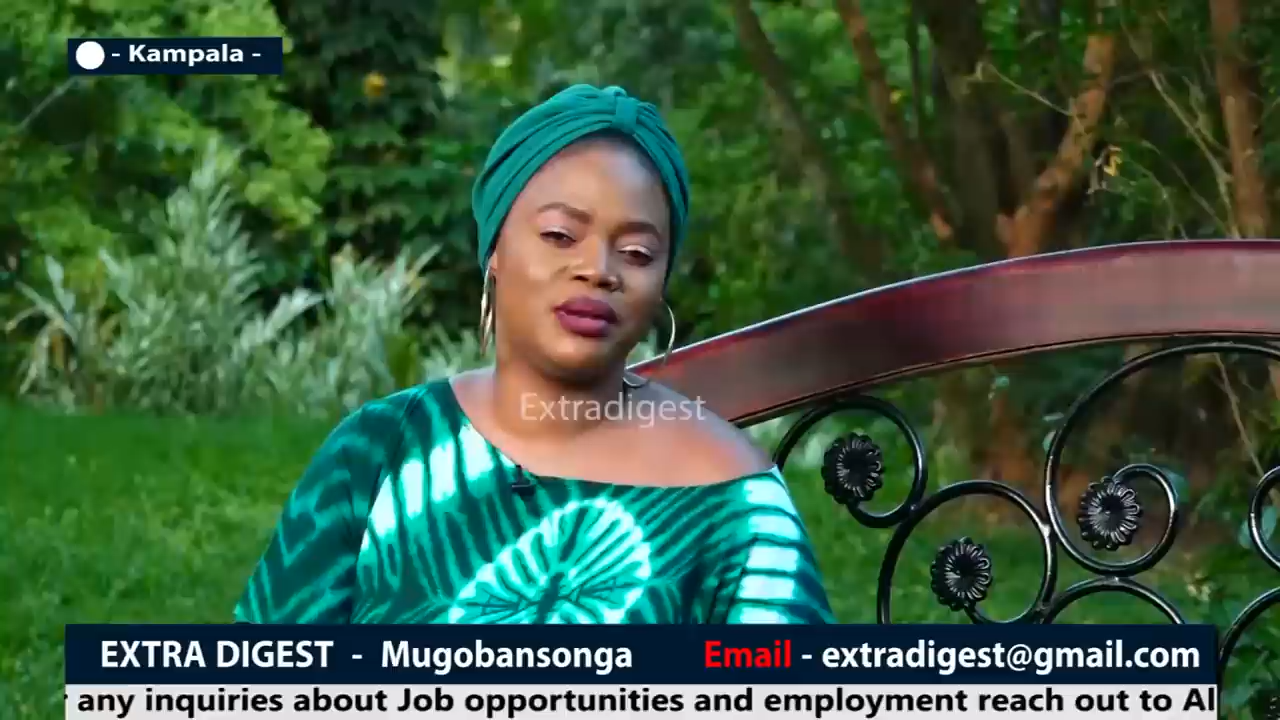 - Kampala -
Extradigest
EXTRA DIGEST - Mugobansonga Email - extradigest@gmail.com
any inquiries about Job opportunities and employment reach out to Al